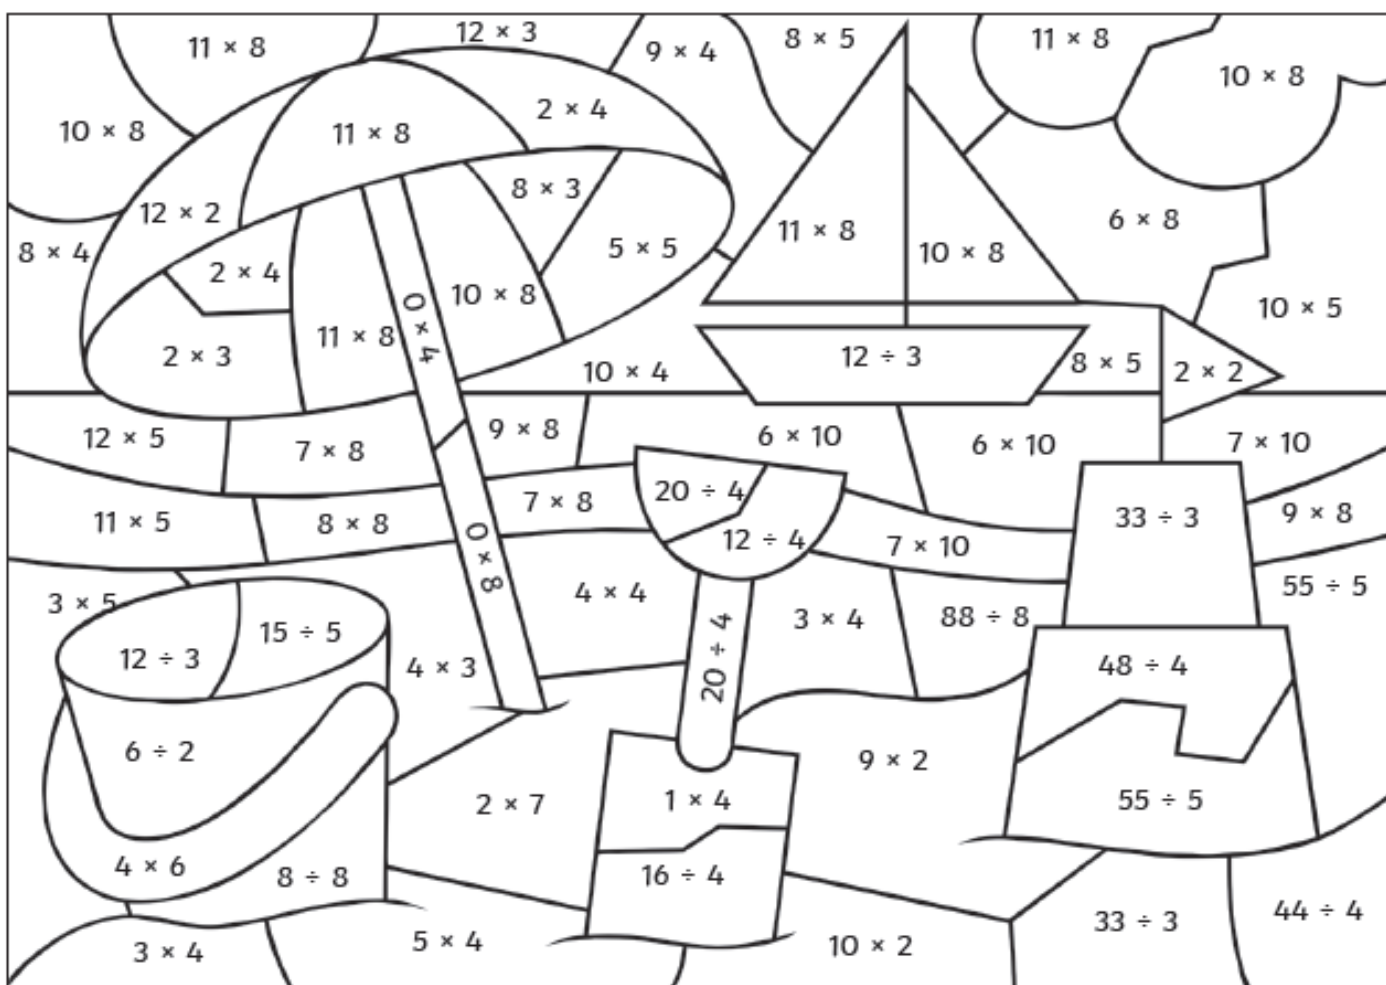 11 × 8
12 × 3
9 × 4
8 × 5
11 × 8
10 × 8
10 × 8
11 × 8
2 × 4
12 × 2
8 × 3
11 × 8
10 × 8
6 × 8
8 × 4
2 × 4
5 × 5
10 × 8
10 × 5
2 × 3
11 × 8
0 × 4
10 × 4
12 ÷ 3
8 × 5
2 × 2
12 × 5
7 × 8
9 × 8
6 × 10
6 × 10
7 × 10
11 × 5
8 × 8
7 × 8
20 ÷ 4
12 ÷ 4
7 × 10
33 ÷ 3
9 × 8
0 × 8
3 × 5
4 × 4
3 × 4
88 ÷ 8
55 ÷ 5
12 ÷ 3
15 ÷ 5
4 × 3
20 ÷ 4
48 ÷ 4
6 ÷ 2
9 × 2
2 × 7
1 × 4
55 ÷ 5
4 × 6
8 ÷ 8
16 ÷ 4
3 × 4
5 × 4
10 × 2
33 ÷ 3
44 ÷ 4